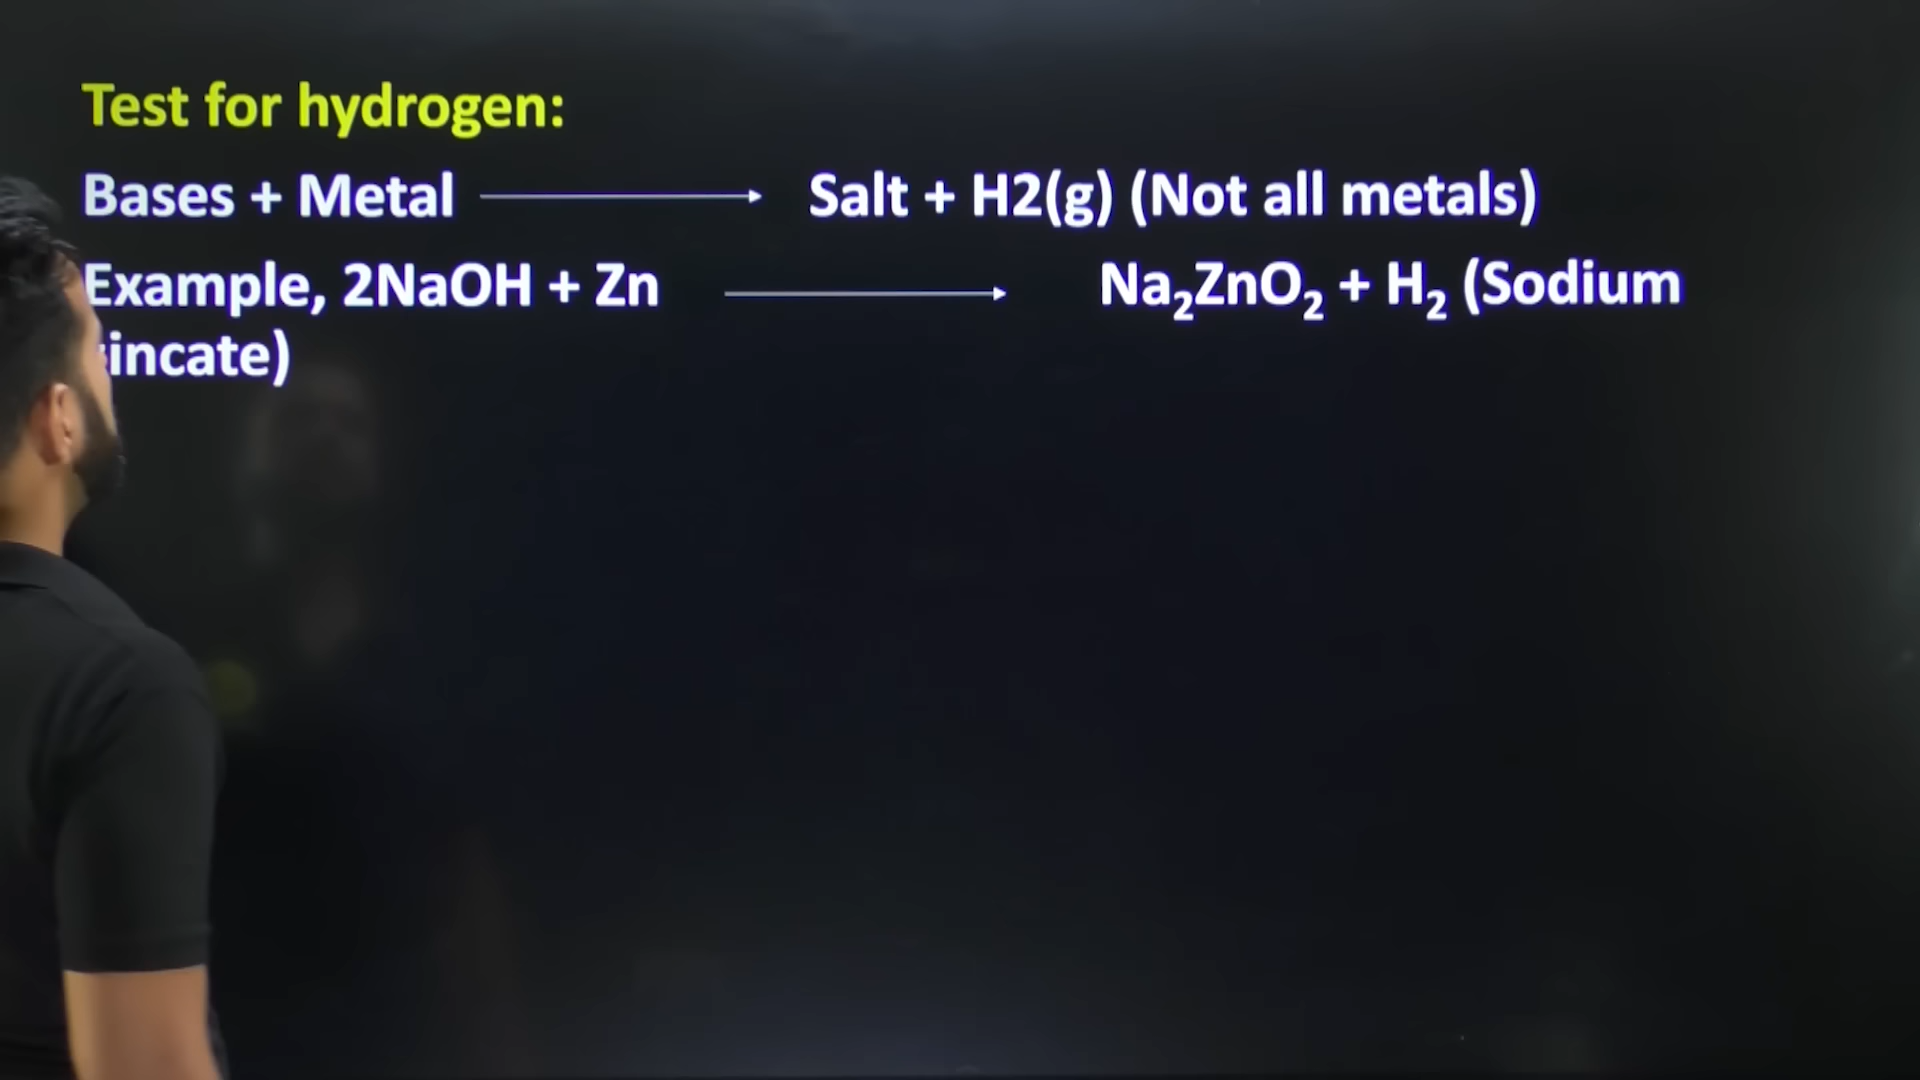 Test for hydrogen:
Bases + Metal ⟶ Salt + H2(g) (Not all metals)
Example, 2NaOH + Zn ⟶ Na₂ZnO₂ + H₂ (Sodium
incate)